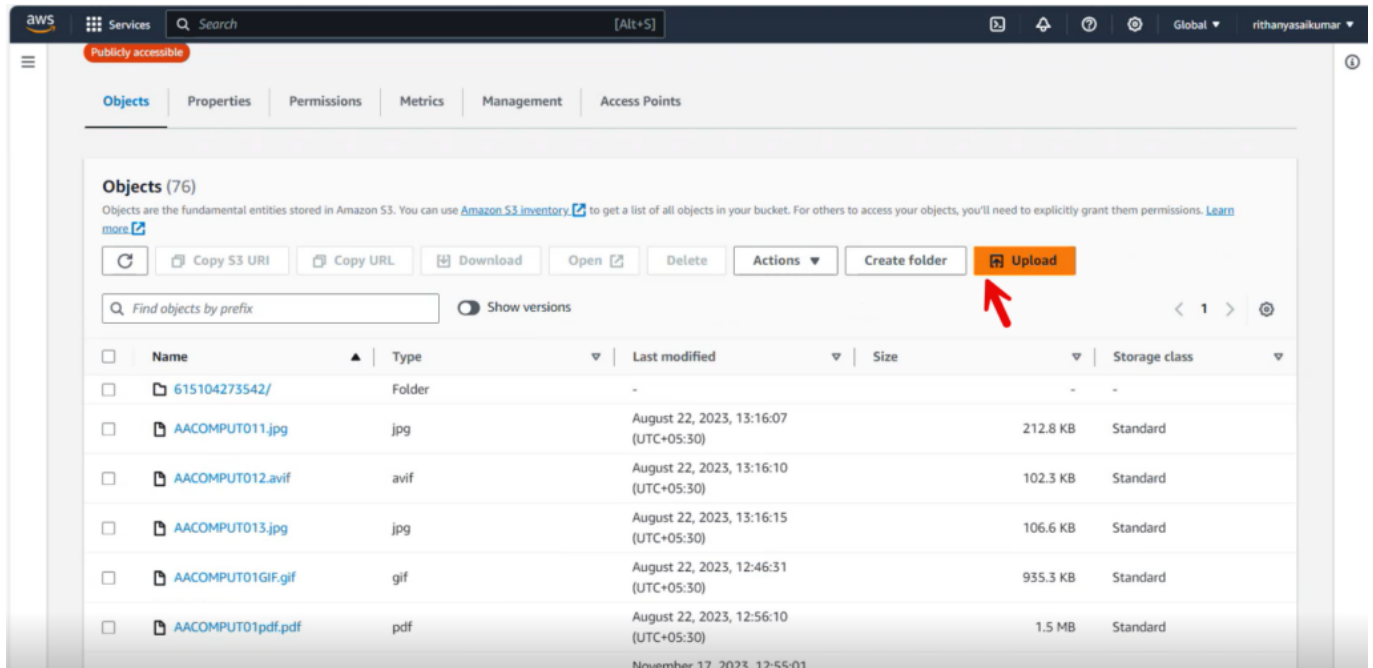 aws Services Search [Alt+S] Global ▼ rithanyasaikumar ▼
Publicly accessible
Objects Properties Permissions Metrics Management Access Points
Objects (76)
Objects are the fundamental entities stored in Amazon S3. You can use Amazon S3 inventory to get a list of all objects in your bucket. For others to access your objects, you'll need to explicitly grant them permissions. Learn
more
Copy S3 URI Copy URL Download Open Delete Actions ▼ Create folder Upload
Find objects by prefix Show versions < 1 >
Name ▲ Type Last modified Size Storage class
615104273542/ Folder - - -
AACOMPUT011.jpg jpg August 22, 2023, 13:16:07 212.8 KB Standard
(UTC+05:30)
AACOMPUT012.avif avif August 22, 2023, 13:16:10 102.3 KB Standard
(UTC+05:30)
AACOMPUT013.jpg jpg August 22, 2023, 13:16:15 106.6 KB Standard
(UTC+05:30)
AACOMPUT01GIF.gif gif August 22, 2023, 12:46:31 935.3 KB Standard
(UTC+05:30)
AACOMPUT01pdf.pdf pdf August 22, 2023, 12:56:10 1.5 MB Standard
(UTC+05:30)
November 17, 2023, 12:55:01